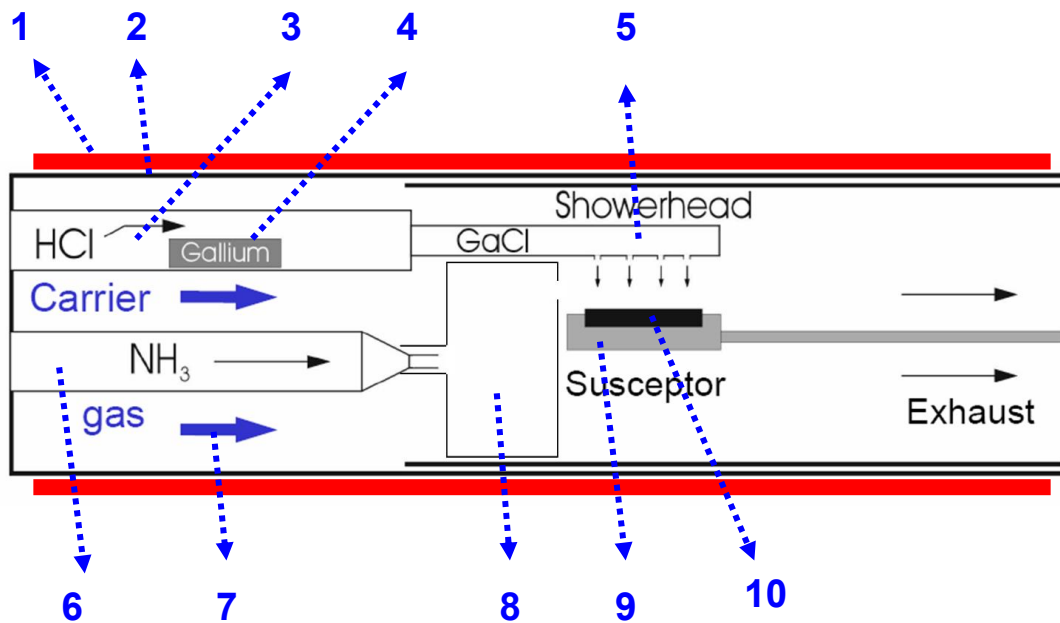 1 2 3 4 5
Showerhead
HCl Gallium GaCl
Carrier
NH₃
Susceptor
gas Exhaust
6 7 8 9 10